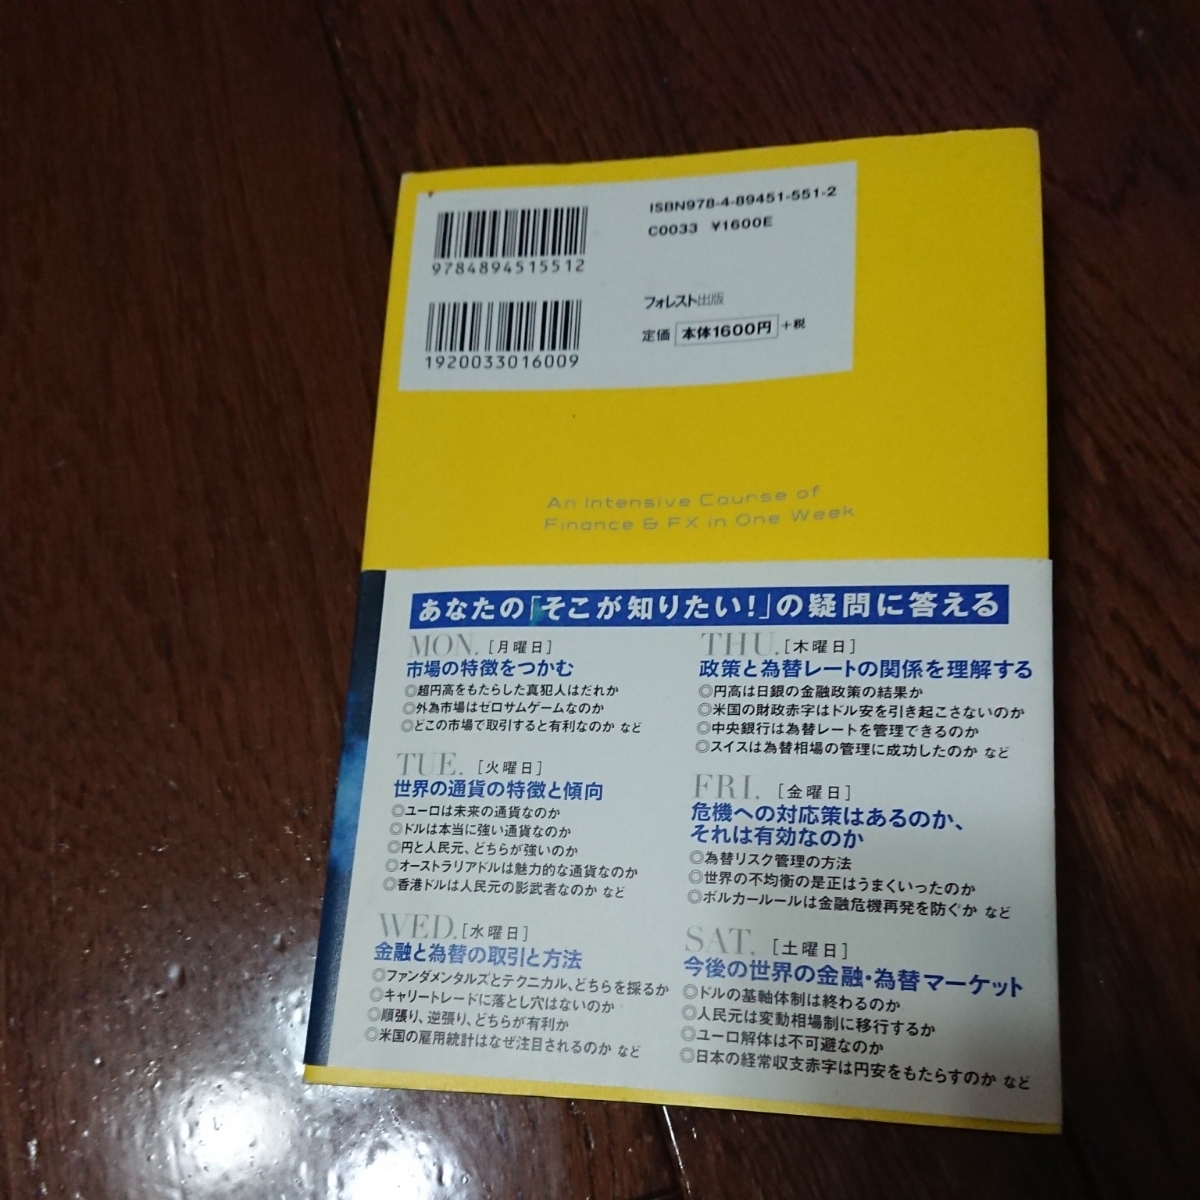 ISBN978-4-89451-551-2
C0033 ¥1600E
9784894515512
フォレスト出版
定価 本体1600円 +税
1920033016009
An Intensive Course of
Finance & FX in One Week
あなたの「そこが知りたい!」の疑問に答える
MON. [月曜日]
市場の特徴をつかむ
◎超円高をもたらした真犯人はだれか
◎外為市場はゼロサムゲームなのか
◎どこの市場で取引すると有利なのか など
TUE. [火曜日]
世界の通貨の特徴と傾向
◎ユーロは未来の通貨なのか
◎ドルは本当に強い通貨なのか
◎円と人民元、どちらが強いのか
◎オーストラリアドルは魅力的な通貨なのか
◎香港ドルは人民元の影武者なのか など
WED. [水曜日]
金融と為替の取引と方法
◎ファンダメンタルズとテクニカル、どちらを採るか
◎キャリートレードに落とし穴はないのか
◎順張り、逆張り、どちらが有利か
◎米国の雇用統計はなぜ注目されるのか など
THU. [木曜日]
政策と為替レートの関係を理解する
◎円高は日銀の金融政策の結果か
◎米国の財政赤字はドル安を引き起こさないのか
◎中央銀行は為替レートを管理できるのか
◎スイスは為替相場の管理に成功したのか など
FRI. [金曜日]
危機への対応策はあるのか、
それは有効なのか
◎為替リスク管理の方法
◎世界の不均衡の是正はうまくいったのか
◎ボルカールールは金融危機再発を防ぐか など
SAT. [土曜日]
今後の世界の金融・為替マーケット
◎ドルの基軸体制は終わるのか
◎人民元は変動相場制に移行するか
◎ユーロ解体は不可避なのか
◎日本の経常収支赤字は円安をもたらすのか など